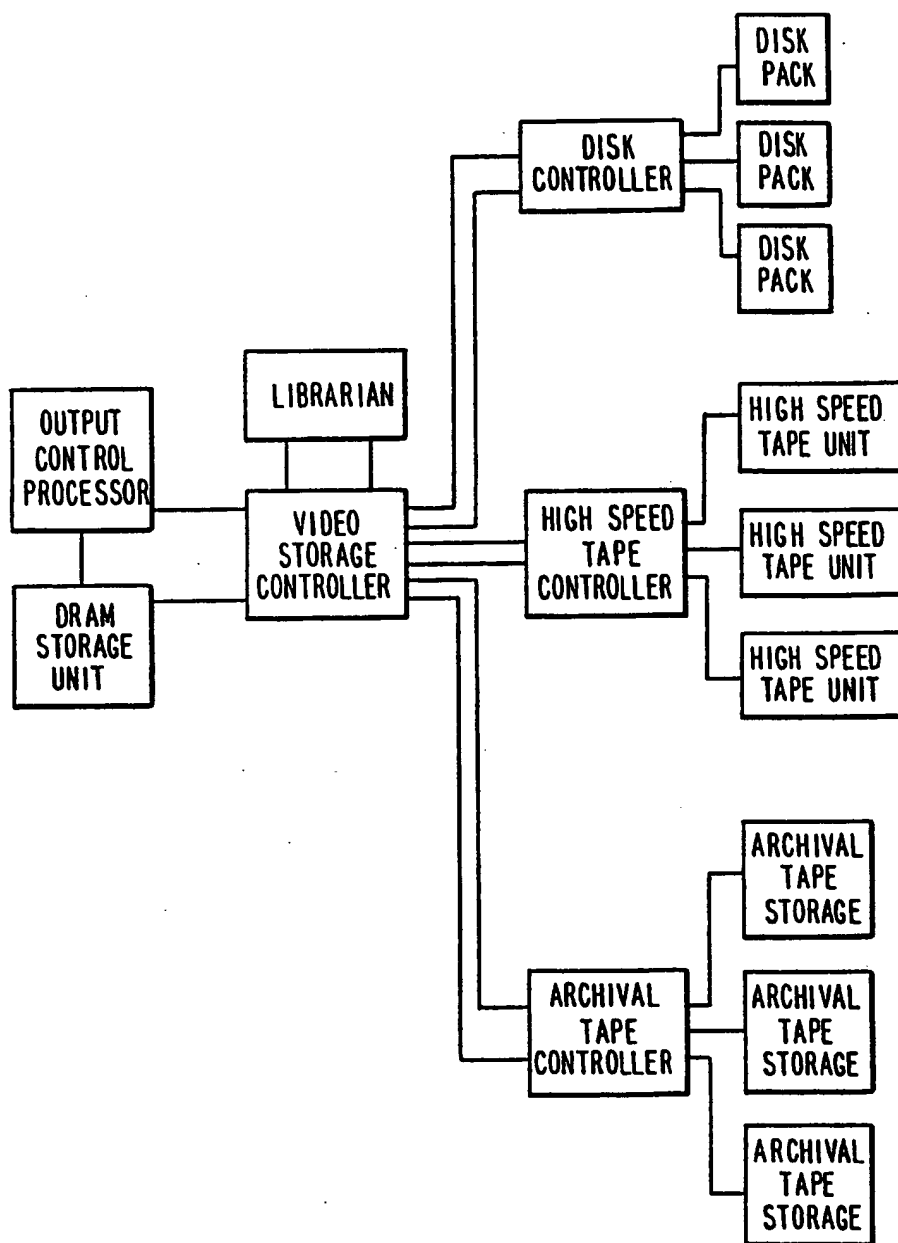 DISK
PACK
DISK
CONTROLLER
DISK
PACK
DISK
PACK
LIBRARIAN
OUTPUT
CONTROL
PROCESSOR
HIGH SPEED
TAPE UNIT
VIDEO
STORAGE
CONTROLLER
HIGH SPEED
TAPE
CONTROLLER
HIGH SPEED
TAPE UNIT
DRAM
STORAGE
UNIT
HIGH SPEED
TAPE UNIT
ARCHIVAL
TAPE
STORAGE
ARCHIVAL
TAPE
CONTROLLER
ARCHIVAL
TAPE
STORAGE
ARCHIVAL
TAPE
STORAGE